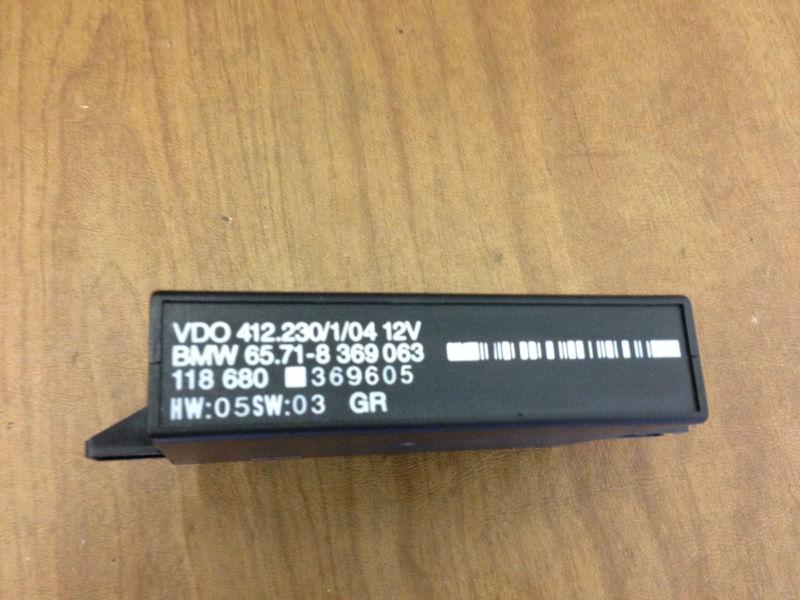 VDO 412.230/1/04 12V
BMW 65.71-8 369 063
118 680 369605
HW:05SW:03 GR